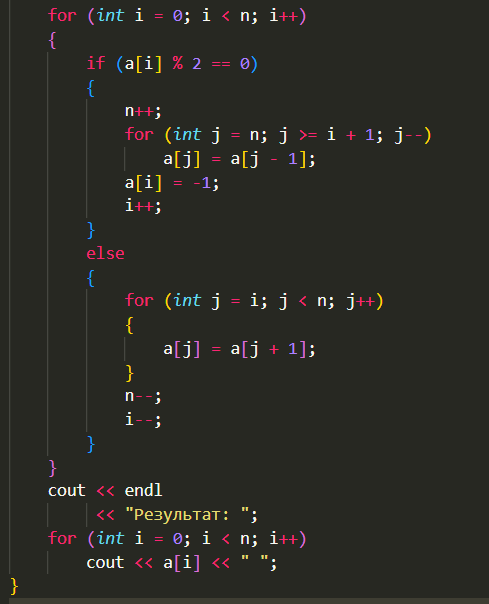 for (int i = 0; i < n; i++)
{
if (a[i] % 2 == 0)
{
n++;
for (int j = n; j >= i + 1; j--)
a[j] = a[j - 1];
a[i] = -1;
i++;
}
else
{
for (int j = i; j < n; j++)
{
a[j] = a[j + 1];
}
n--;
i--;
}
}
cout << endl
<< "Результат: ";
for (int i = 0; i < n; i++)
cout << a[i] << " ";
}